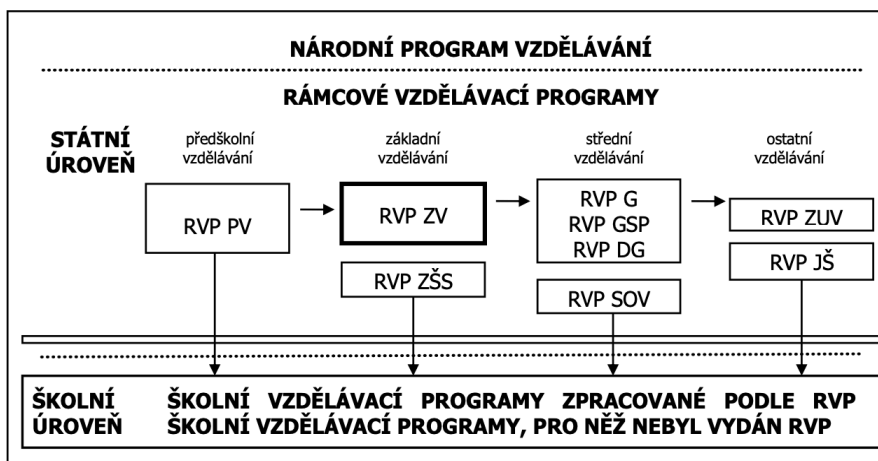 NÁRODNÍ PROGRAM VZDĚLÁVÁNÍ
RÁMCOVÉ VZDĚLÁVACÍ PROGRAMY
STÁTNÍ
ÚROVEŇ
předškolní
vzdělávání
základní
vzdělávání
střední
vzdělávání
ostatní
vzdělávání
RVP PV
RVP ZV
RVP ZŠS
RVP G
RVP GSP
RVP DG
RVP SOV
RVP ZUV
RVP JŠ
ŠKOLNÍ
ÚROVEŇ
ŠKOLNÍ VZDĚLÁVACÍ PROGRAMY ZPRACOVANÉ PODLE RVP
ŠKOLNÍ VZDĚLÁVACÍ PROGRAMY, PRO NĚŽ NEBYL VYDÁN RVP